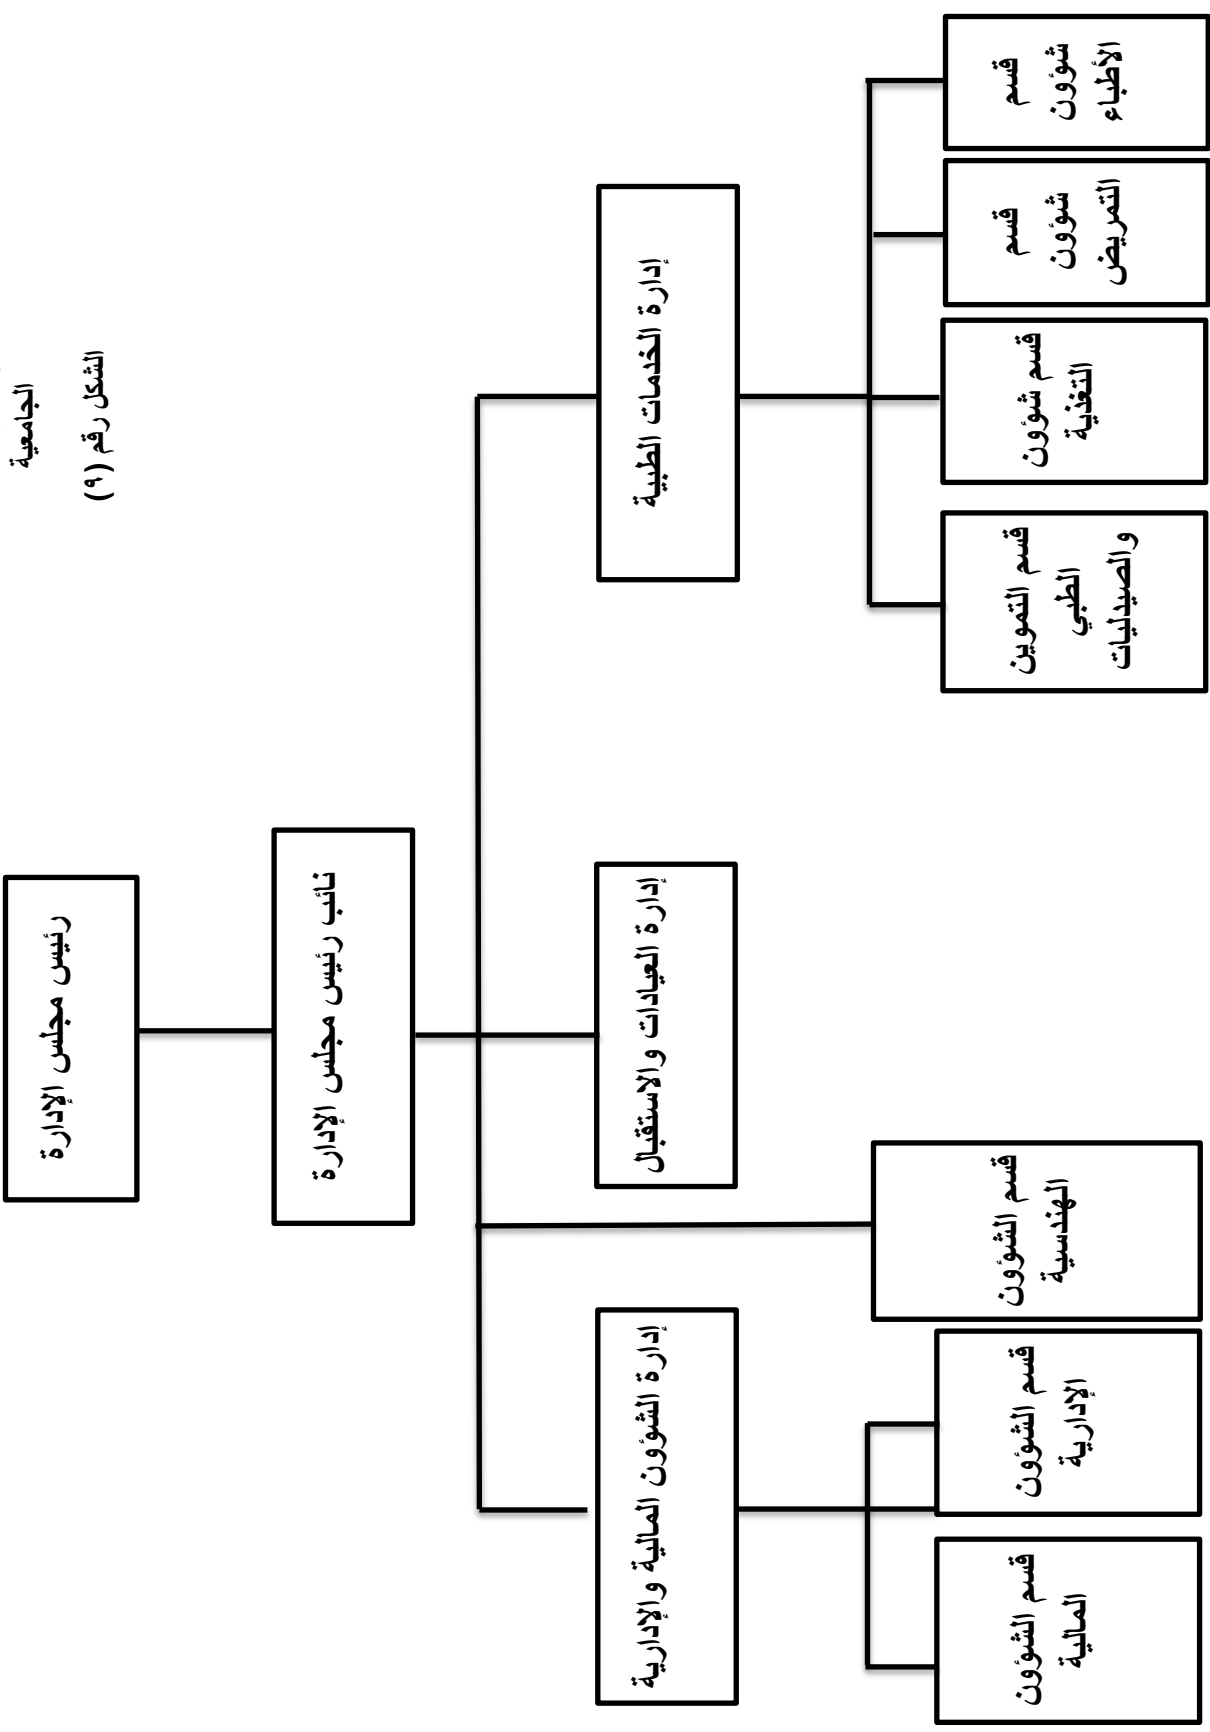 الجامعية
الشكل رقم (٩)
رئيس مجلس الإدارة
نائب رئيس مجلس الإدارة
إدارة الخدمات الطبية
إدارة العيادات والاستقبال
إدارة الشؤون المالية والإدارية
قسم
شؤون
الأطباء
قسم
شؤون
التمريض
قسم شؤون
التغذية
قسم التموين
الطبي
والصيدليات
قسم الشؤون
الهندسية
قسم الشؤون
الإدارية
قسم الشؤون
المالية